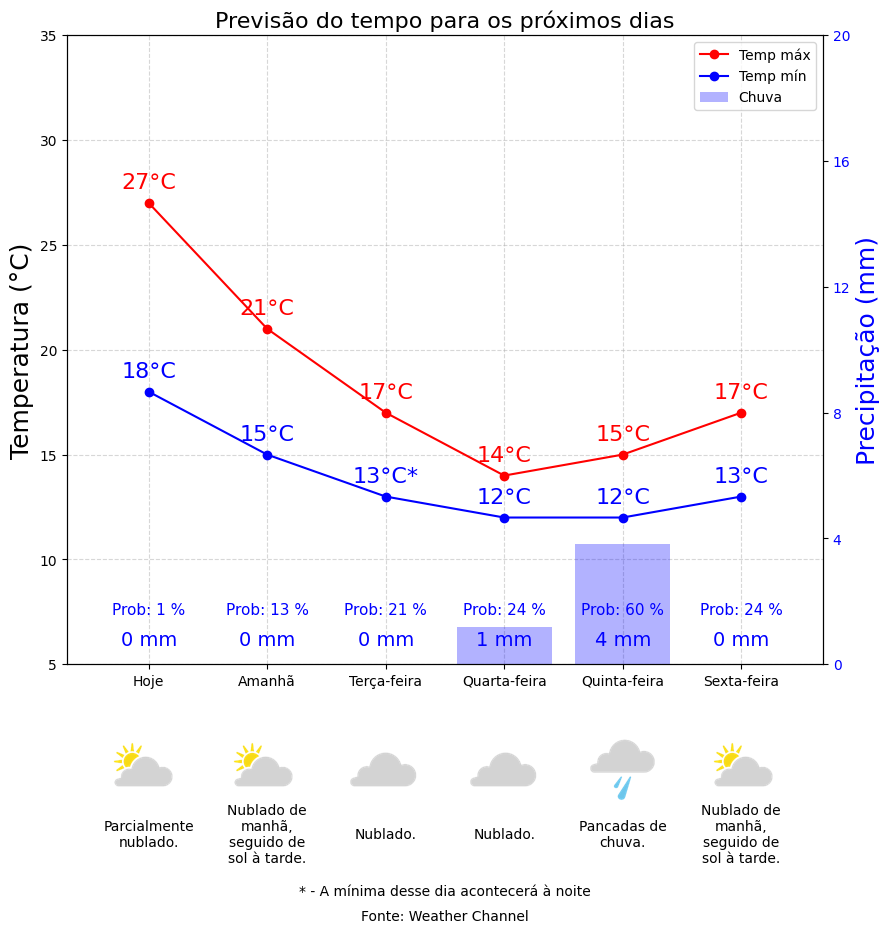 Previsão do tempo para os próximos dias
Temperatura (°C)
35
30
25
20
15
10
5
Precipitação (mm)
20
16
12
8
4
0
Temp máx
Temp mín
Chuva
27°C
21°C
17°C
14°C
15°C
17°C
18°C
15°C
13°C*
12°C
12°C
13°C
Prob: 1 %
Prob: 13 %
Prob: 21 %
Prob: 24 %
Prob: 60 %
Prob: 24 %
0 mm
0 mm
0 mm
1 mm
4 mm
0 mm
Hoje
Amanhã
Terça-feira
Quarta-feira
Quinta-feira
Sexta-feira
Parcialmente
nublado.
Nublado de
manhã,
seguido de
sol à tarde.
Nublado.
Nublado.
Pancadas de
chuva.
Nublado de
manhã,
seguido de
sol à tarde.
* - A mínima desse dia acontecerá à noite
Fonte: Weather Channel